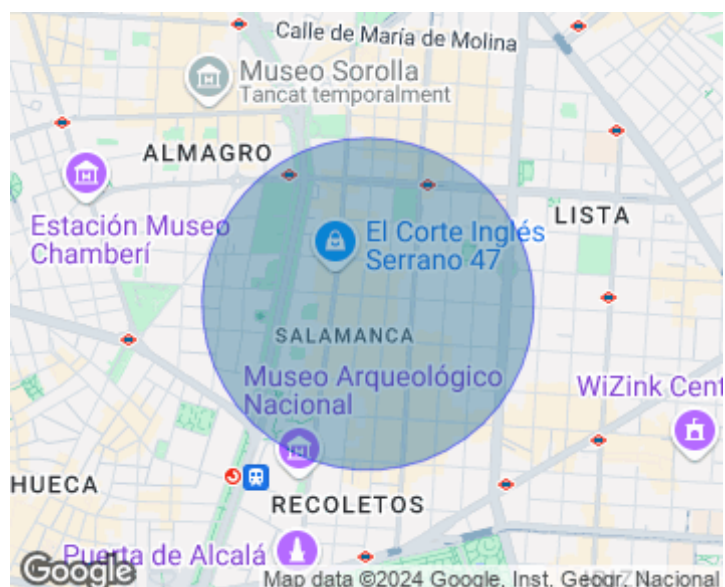 Calle de María de Molina
Museo Sorolla
Tancat temporalment
ALMAGRO
Estación Museo
Chamberí
LISTA
El Corte Inglés
Serrano 47
SALAMANCA
Museo Arqueológico
Nacional
WiZink Cent
HUECA
RECOLETOS
Puerta de Alcalá
Google
Map data ©2024 Google, Inst. Geogr. Nacional